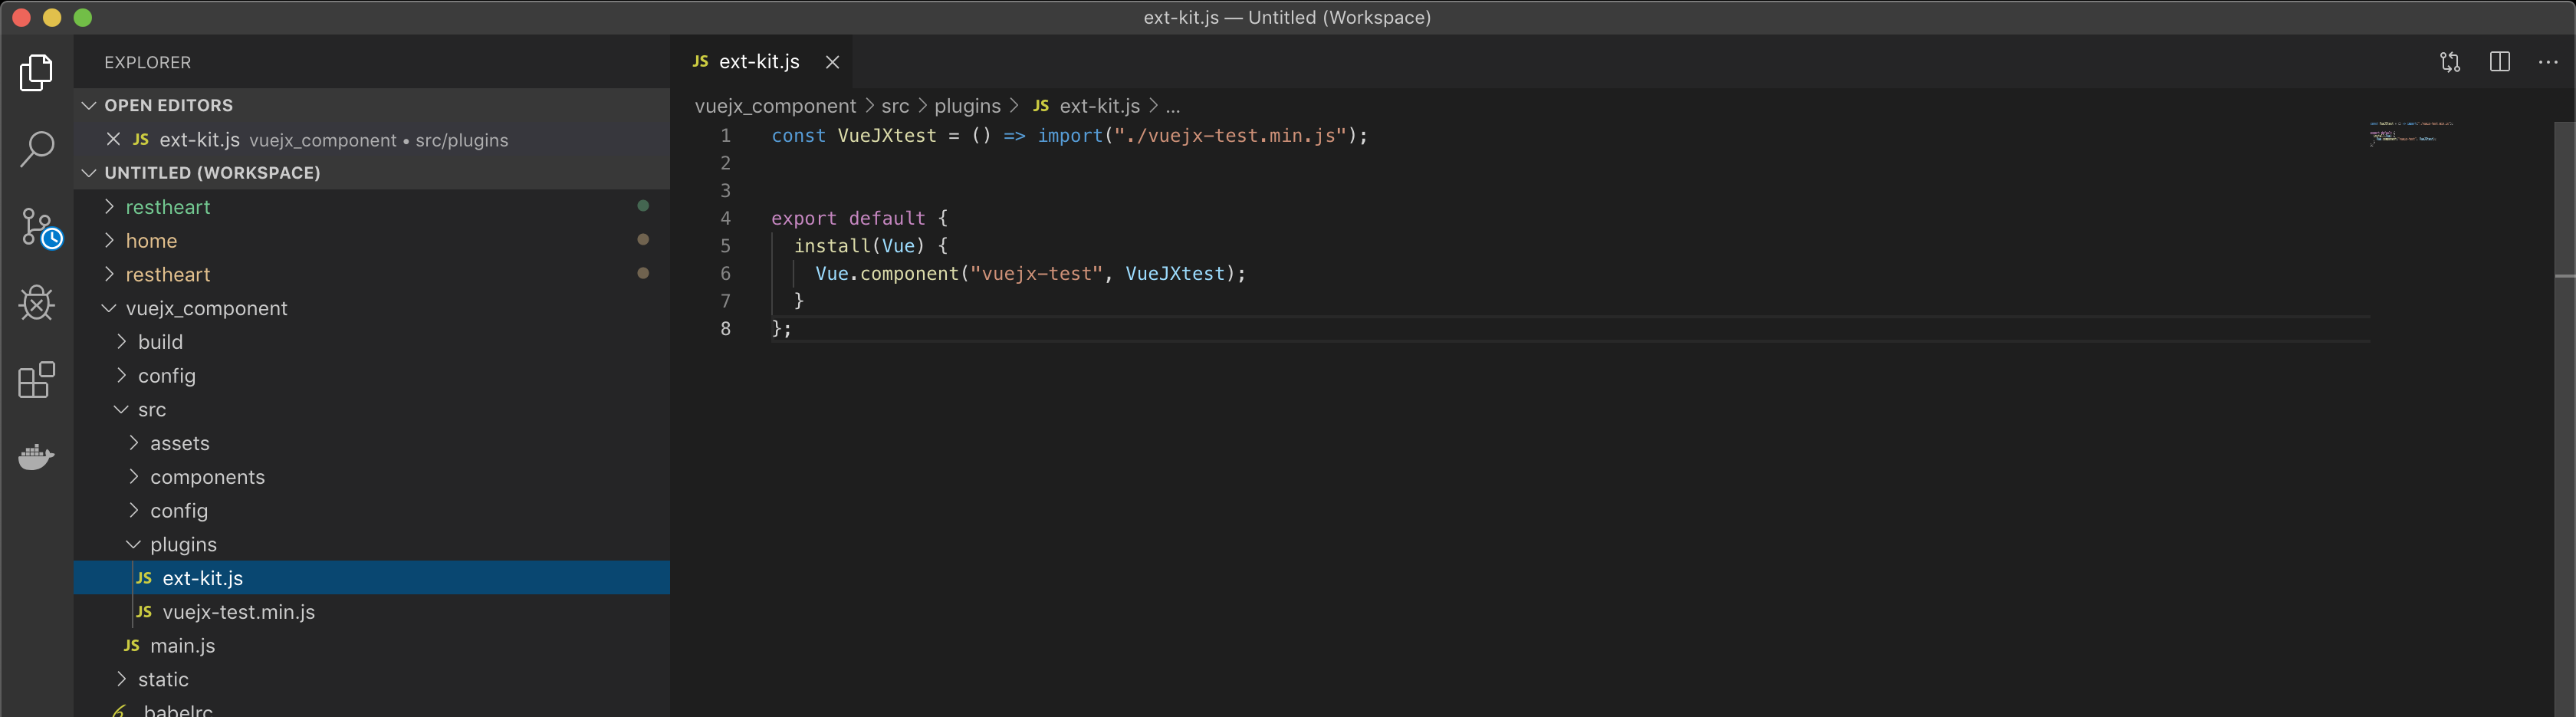 ext-kit.js — Untitled (Workspace)
EXPLORER
OPEN EDITORS
JS ext-kit.js vuejx_component • src/plugins
UNTITLED (WORKSPACE)
restheart
home
restheart
vuejx_component
build
config
src
assets
components
config
plugins
JS ext-kit.js
JS vuejx-test.min.js
JS main.js
static
.babelrc
JS ext-kit.js
vuejx_component > src > plugins > JS ext-kit.js > ...
1 const VueJXtest = () => import("./vuejx-test.min.js");
2
3
4 export default {
5 install(Vue) {
6 Vue.component("vuejx-test", VueJXtest);
7 }
8 };